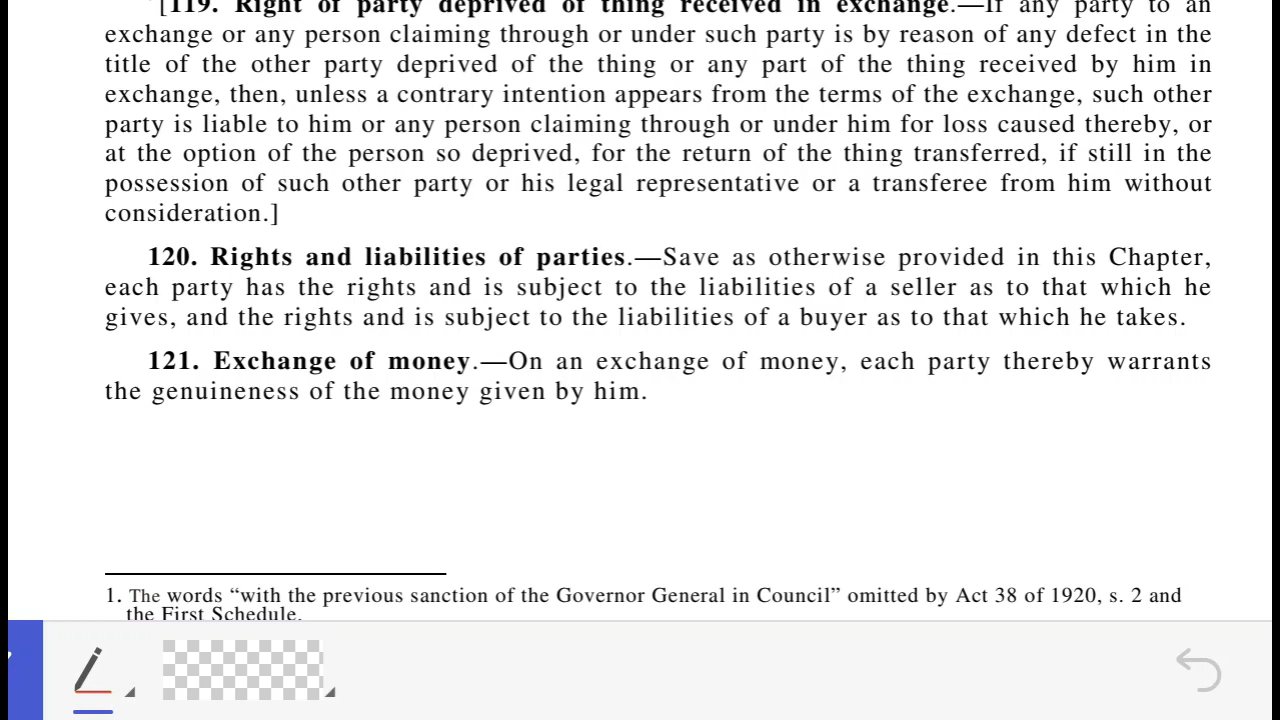 [119. Right of party deprived of thing received in exchange.—If any party to an
exchange or any person claiming through or under such party is by reason of any defect in the
title of the other party deprived of the thing or any part of the thing received by him in
exchange, then, unless a contrary intention appears from the terms of the exchange, such other
party is liable to him or any person claiming through or under him for loss caused thereby, or
at the option of the person so deprived, for the return of the thing transferred, if still in the
possession of such other party or his legal representative or a transferee from him without
consideration.]
120. Rights and liabilities of parties.—Save as otherwise provided in this Chapter,
each party has the rights and is subject to the liabilities of a seller as to that which he
gives, and the rights and is subject to the liabilities of a buyer as to that which he takes.
121. Exchange of money.—On an exchange of money, each party thereby warrants
the genuineness of the money given by him.
1. The words “with the previous sanction of the Governor General in Council” omitted by Act 38 of 1920, s. 2 and
the First Schedule.